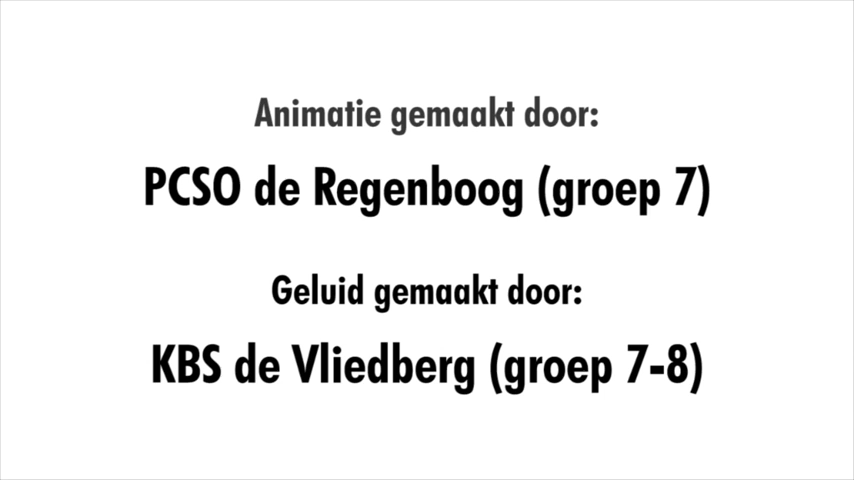 Animatie gemaakt door:
PCSO de Regenboog (groep 7)
Geluid gemaakt door:
KBS de Vliedberg (groep 7-8)